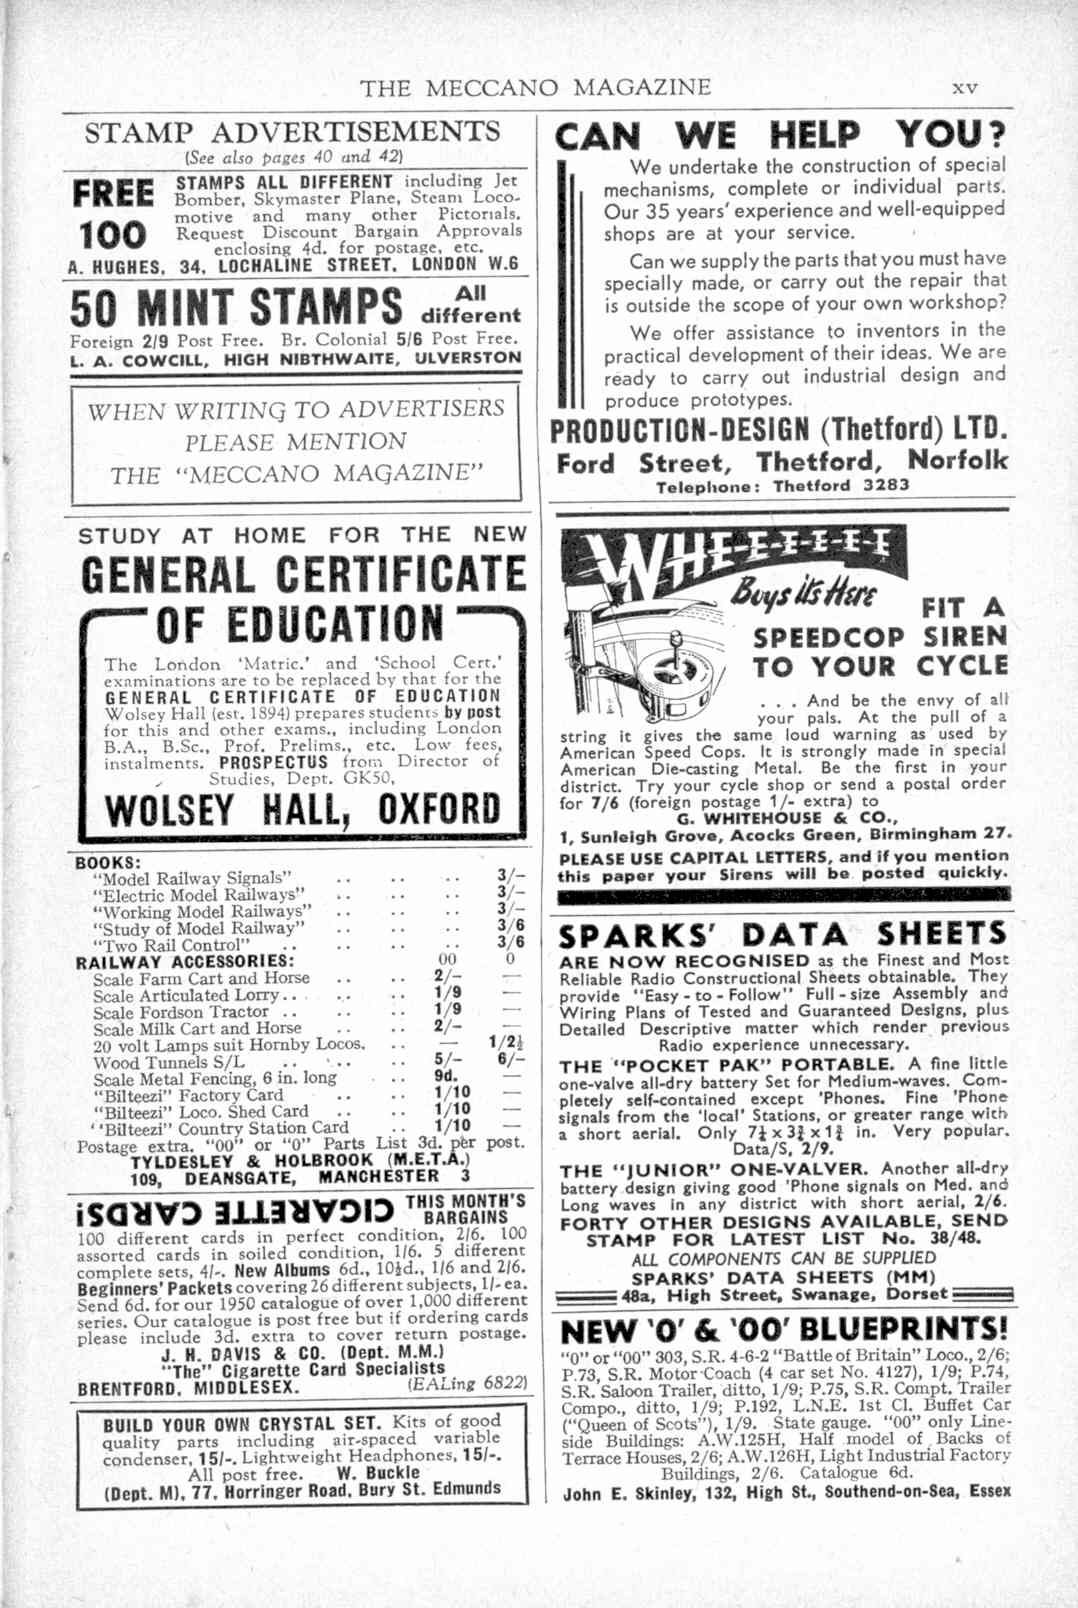 THE MECCANO MAGAZINE xv
STAMP ADVERTISEMENTS
(See also pages 40 and 42)
FREE 100
STAMPS ALL DIFFERENT including Jet
Bomber, Skymaster Plane, Steam Loco-
motive and many other Pictorials.
Request Discount Bargain Approvals
enclosing 4d. for postage, etc.
A. HUGHES, 34, LOCHALINE STREET, LONDON W.6
50 MINT STAMPS All different
Foreign 2/9 Post Free. Br. Colonial 5/6 Post Free.
L. A. COWCILL, HIGH NIBTHWAITE, ULVERSTON
WHEN WRITING TO ADVERTISERS
PLEASE MENTION
THE "MECCANO MAGAZINE"
STUDY AT HOME FOR THE NEW
GENERAL CERTIFICATE
OF EDUCATION
The London 'Matric.' and 'School Cert.'
examinations are to be replaced by that for the
GENERAL CERTIFICATE OF EDUCATION
Wolsey Hall (est. 1894) prepares students by post
for this and other exams., including London
B.A., B.Sc., Prof. Prelims., etc. Low fees,
instalments. PROSPECTUS from Director of
Studies, Dept. GK50,
WOLSEY HALL, OXFORD
BOOKS:
"Model Railway Signals" .. .. .. 3/-
"Electric Model Railways" .. .. .. 3/-
"Working Model Railways" .. .. .. 3/-
"Study of Model Railway" .. .. .. 3/6
"Two Rail Control" .. .. .. .. 3/6
RAILWAY ACCESSORIES: 00 0
Scale Farm Cart and Horse .. .. 2/- —
Scale Articulated Lorry .. .. .. 1/9 —
Scale Fordson Tractor .. .. .. 1/9 —
Scale Milk Cart and Horse .. .. 2/- —
20 volt Lamps suit Hornby Locos. .. — 1/2½
Wood Tunnels S/L .. .. .. 5/- 6/-
Scale Metal Fencing, 6 in. long .. 9d. —
"Bilteezi" Factory Card .. .. 1/10 —
"Bilteezi" Loco. Shed Card .. .. 1/10 —
"Bilteezi" Country Station Card .. 1/10 —
Postage extra. "00" or "0" Parts List 3d. per post.
TYLDESLEY & HOLBROOK (M.E.T.A.)
109, DEANSGATE, MANCHESTER 3
CIGARETTE CARDS! THIS MONTH'S BARGAINS
100 different cards in perfect condition, 2/6. 100
assorted cards in soiled condition, 1/6. 5 different
complete sets, 4/-. New Albums 6d., 10½d., 1/6 and 2/6.
Beginners' Packets covering 26 different subjects, 1/- ea.
Send 6d. for our 1950 catalogue of over 1,000 different
series. Our catalogue is post free but if ordering cards
please include 3d. extra to cover return postage.
J. H. DAVIS & CO. (Dept. M.M.)
"The" Cigarette Card Specialists
BRENTFORD, MIDDLESEX. (EALing 6822)
BUILD YOUR OWN CRYSTAL SET. Kits of good
quality parts including air-spaced variable
condenser, 15/-. Lightweight Headphones, 15/-.
All post free. W. Buckle
(Dept. M), 77, Horringer Road, Bury St. Edmunds
CAN WE HELP YOU?
We undertake the construction of special
mechanisms, complete or individual parts.
Our 35 years' experience and well-equipped
shops are at your service.
Can we supply the parts that you must have
specially made, or carry out the repair that
is outside the scope of your own workshop?
We offer assistance to inventors in the
practical development of their ideas. We are
ready to carry out industrial design and
produce prototypes.
PRODUCTION-DESIGN (Thetford) LTD.
Ford Street, Thetford, Norfolk
Telephone: Thetford 3283
WHE-E-E-E-E-E
Boys it's Here
FIT A
SPEEDCOP SIREN
TO YOUR CYCLE
. . . And be the envy of all
your pals. At the pull of a
string it gives the same loud warning as used by
American Speed Cops. It is strongly made in special
American Die-casting Metal. Be the first in your
district. Try your cycle shop or send a postal order
for 7/6 (foreign postage 1/- extra) to
G. WHITEHOUSE & CO.,
1, Sunleigh Grove, Acocks Green, Birmingham 27.
PLEASE USE CAPITAL LETTERS, and if you mention
this paper your Sirens will be posted quickly.
SPARKS' DATA SHEETS
ARE NOW RECOGNISED as the Finest and Most
Reliable Radio Constructional Sheets obtainable. They
provide "Easy-to-Follow" Full-size Assembly and
Wiring Plans of Tested and Guaranteed Designs, plus
Detailed Descriptive matter which render previous
Radio experience unnecessary.
THE "POCKET PAK" PORTABLE. A fine little
one-valve all-dry battery Set for Medium-waves. Com-
pletely self-contained except 'Phones. Fine 'Phone
signals from the 'local' Stations, or greater range with
a short aerial. Only 7½ x 3¾ x 1¾ in. Very popular.
Data/S, 2/9.
THE "JUNIOR" ONE-VALVER. Another all-dry
battery design giving good 'Phone signals on Med. and
Long waves in any district with short aerial, 2/6.
FORTY OTHER DESIGNS AVAILABLE, SEND
STAMP FOR LATEST LIST No. 38/48.
ALL COMPONENTS CAN BE SUPPLIED
SPARKS' DATA SHEETS (MM)
48a, High Street, Swanage, Dorset
NEW 'O' & 'OO' BLUEPRINTS!
"0" or "00" 303, S.R. 4-6-2 "Battle of Britain" Loco., 2/6;
P.73, S.R. Motor Coach (4 car set No. 4127), 1/9; P.74,
S.R. Saloon Trailer, ditto, 1/9; P.75, S.R. Compt. Trailer
Compo., ditto, 1/9; P.192, L.N.E. 1st Cl. Buffet Car
("Queen of Scots"), 1/9. State gauge. "00" only Line-
side Buildings: A.W.125H, Half model of Backs of
Terrace Houses, 2/6; A.W.126H, Light Industrial Factory
Buildings, 2/6. Catalogue 6d.
John E. Skinley, 132, High St., Southend-on-Sea, Essex